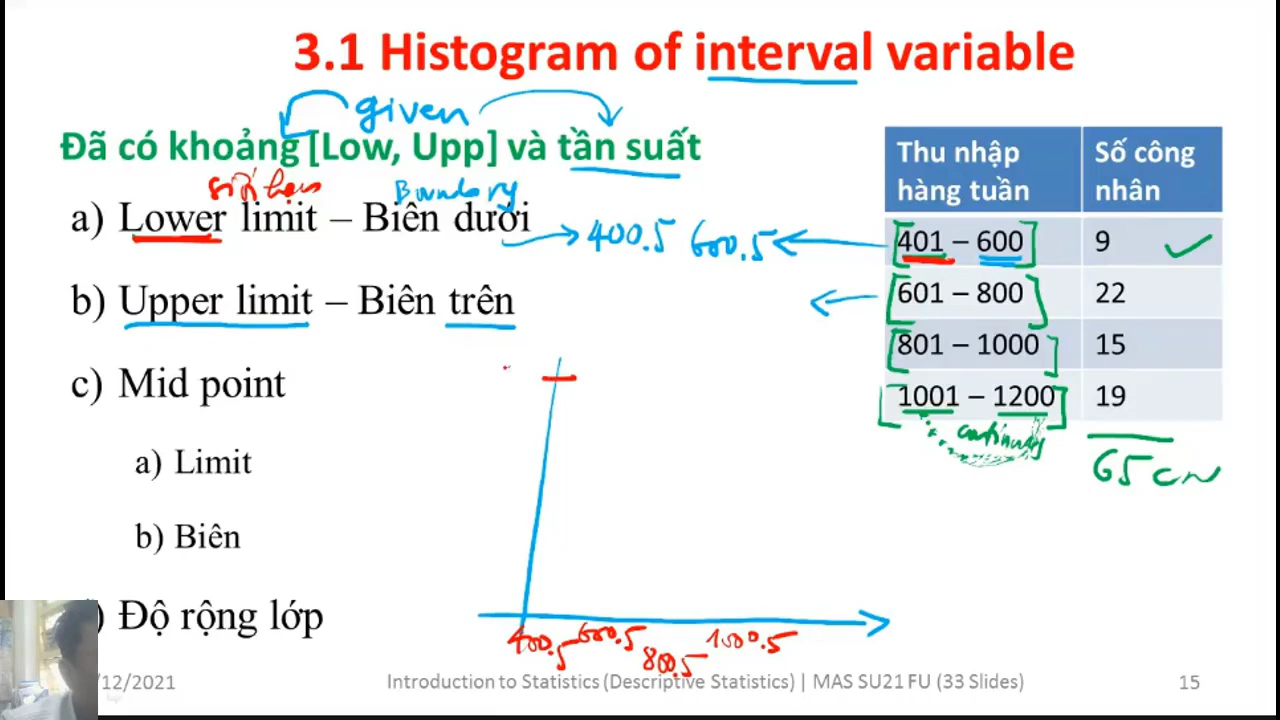 3.1 Histogram of interval variable
given
Đã có khoảng [Low, Upp] và tần suất
giới hạn Boundary
a) Lower limit – Biên dưới
400.5 600.5
b) Upper limit – Biên trên
c) Mid point
a) Limit
b) Biên
) Độ rộng lớp
Thu nhập hàng tuần
Số công nhân
401 – 600 9
601 – 800 22
801 – 1000 15
1001 – 1200 19
continuous
65 CN
400.5 600.5 800.5 1000.5
/12/2021
Introduction to Statistics (Descriptive Statistics) | MAS SU21 FU (33 Slides)
15